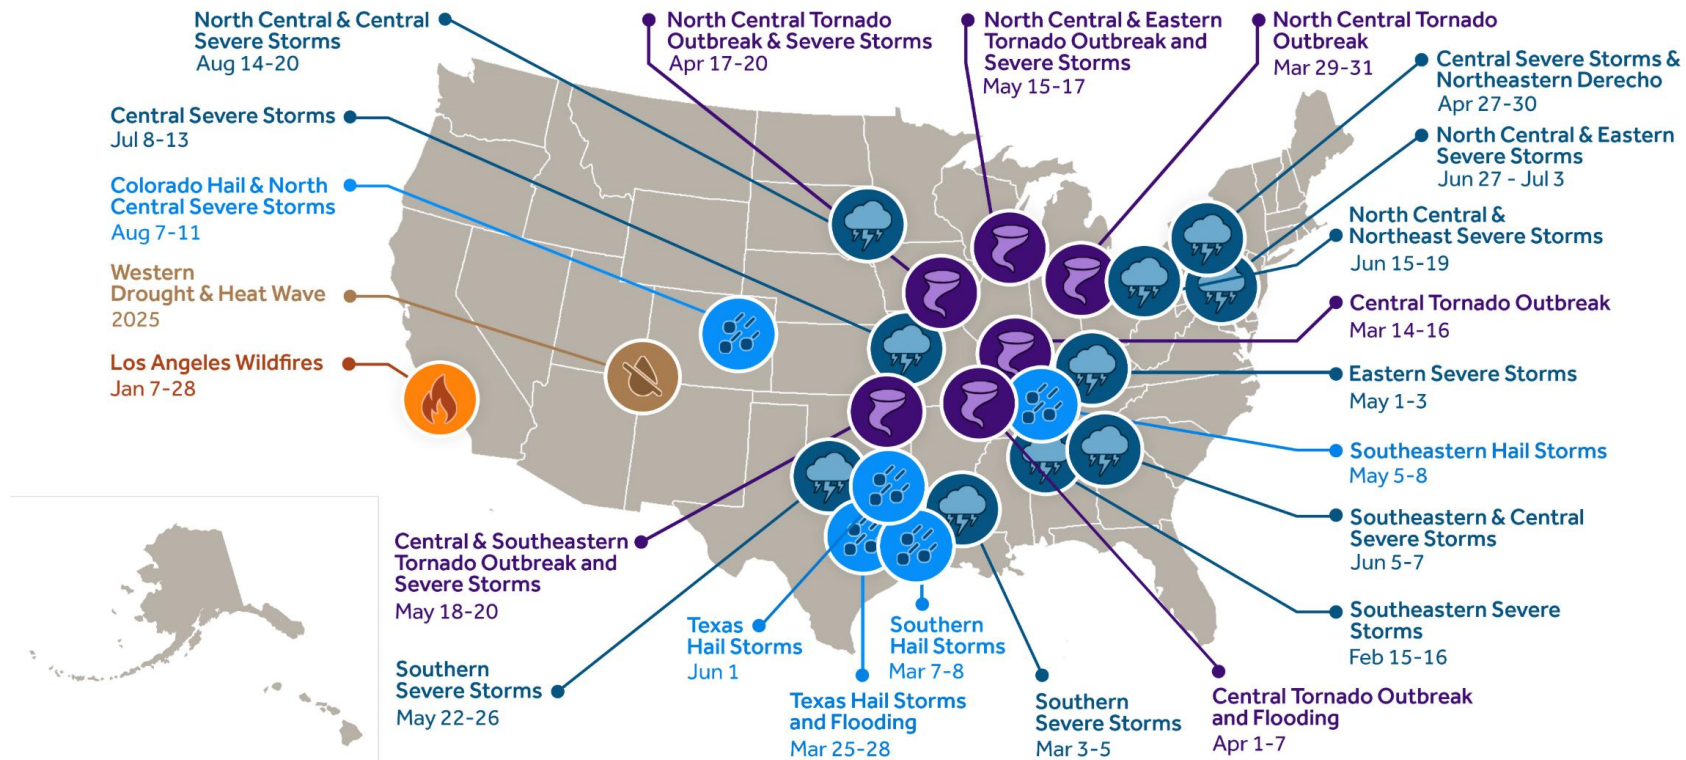 North Central & Central
Severe Storms
Aug 14-20
North Central Tornado
Outbreak & Severe Storms
Apr 17-20
North Central & Eastern
Tornado Outbreak and
Severe Storms
May 15-17
North Central Tornado
Outbreak
Mar 29-31
Central Severe Storms &
Northeastern Derecho
Apr 27-30
Central Severe Storms
Jul 8-13
North Central & Eastern
Severe Storms
Jun 27 - Jul 3
Colorado Hail & North
Central Severe Storms
Aug 7-11
North Central &
Northeast Severe Storms
Jun 15-19
Western
Drought & Heat Wave
2025
Central Tornado Outbreak
Mar 14-16
Los Angeles Wildfires
Jan 7-28
Eastern Severe Storms
May 1-3
Southeastern Hail Storms
May 5-8
Southeastern & Central
Severe Storms
Jun 5-7
Central & Southeastern
Tornado Outbreak and
Severe Storms
May 18-20
Southeastern Severe
Storms
Feb 15-16
Texas
Hail Storms
Jun 1
Southern
Hail Storms
Mar 7-8
Southern
Severe Storms
May 22-26
Texas Hail Storms
and Flooding
Mar 25-28
Southern
Severe Storms
Mar 3-5
Central Tornado Outbreak
and Flooding
Apr 1-7